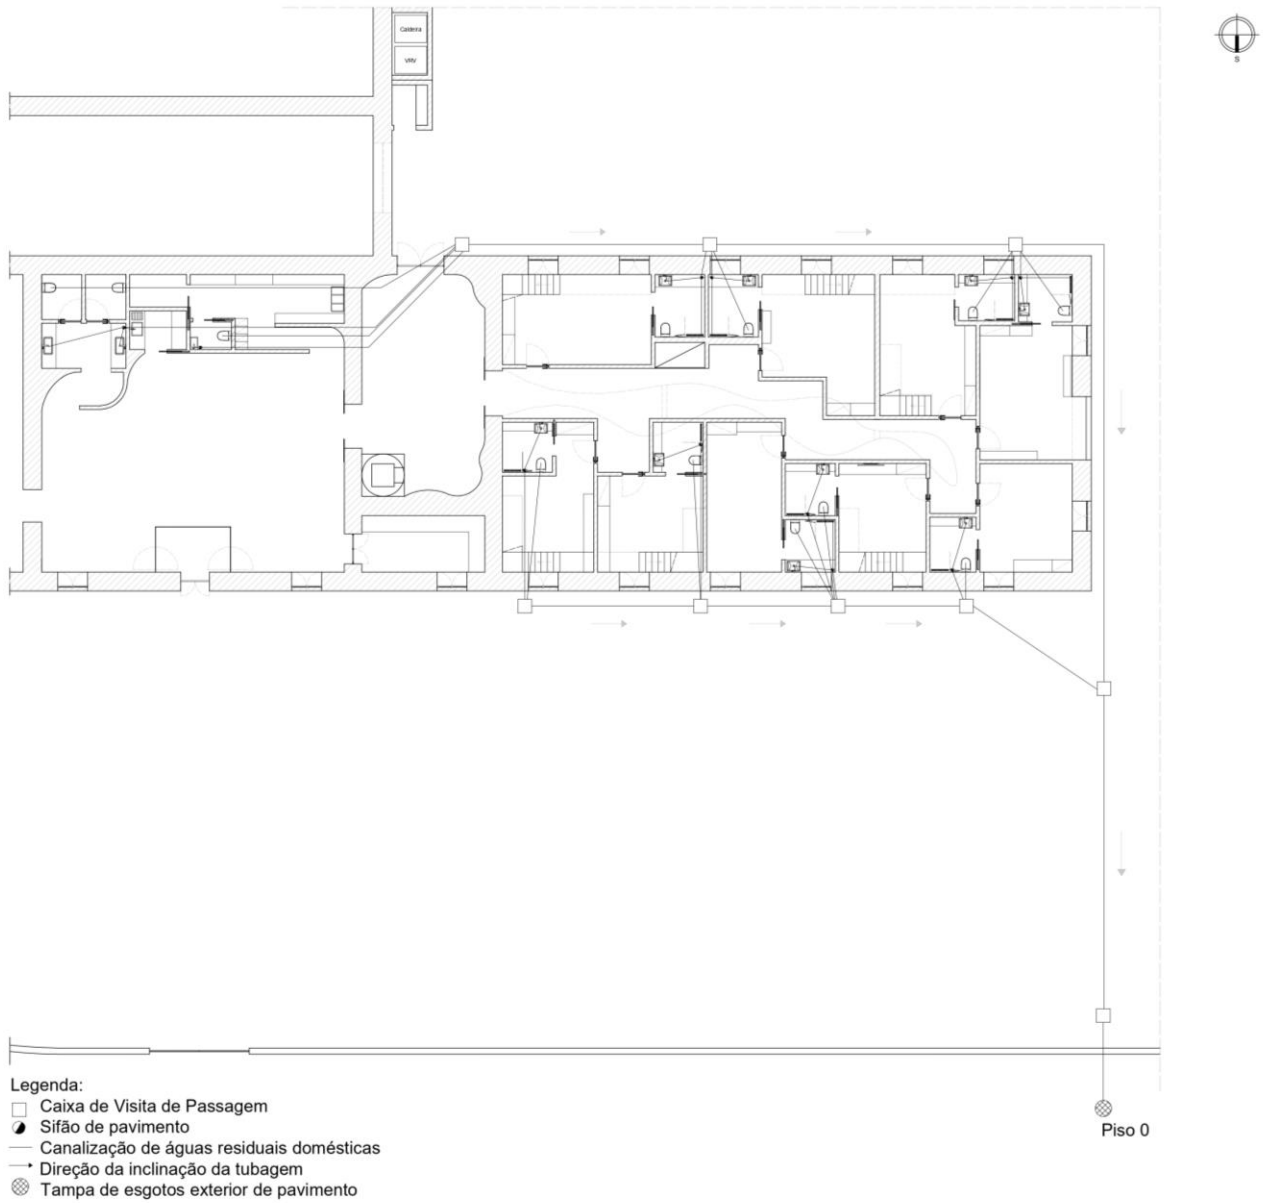 Caldeira
VRV
S
Legenda:
Caixa de Visita de Passagem
Sifão de pavimento
Canalização de águas residuais domésticas
Direção da inclinação da tubagem
Tampa de esgotos exterior de pavimento
Piso 0